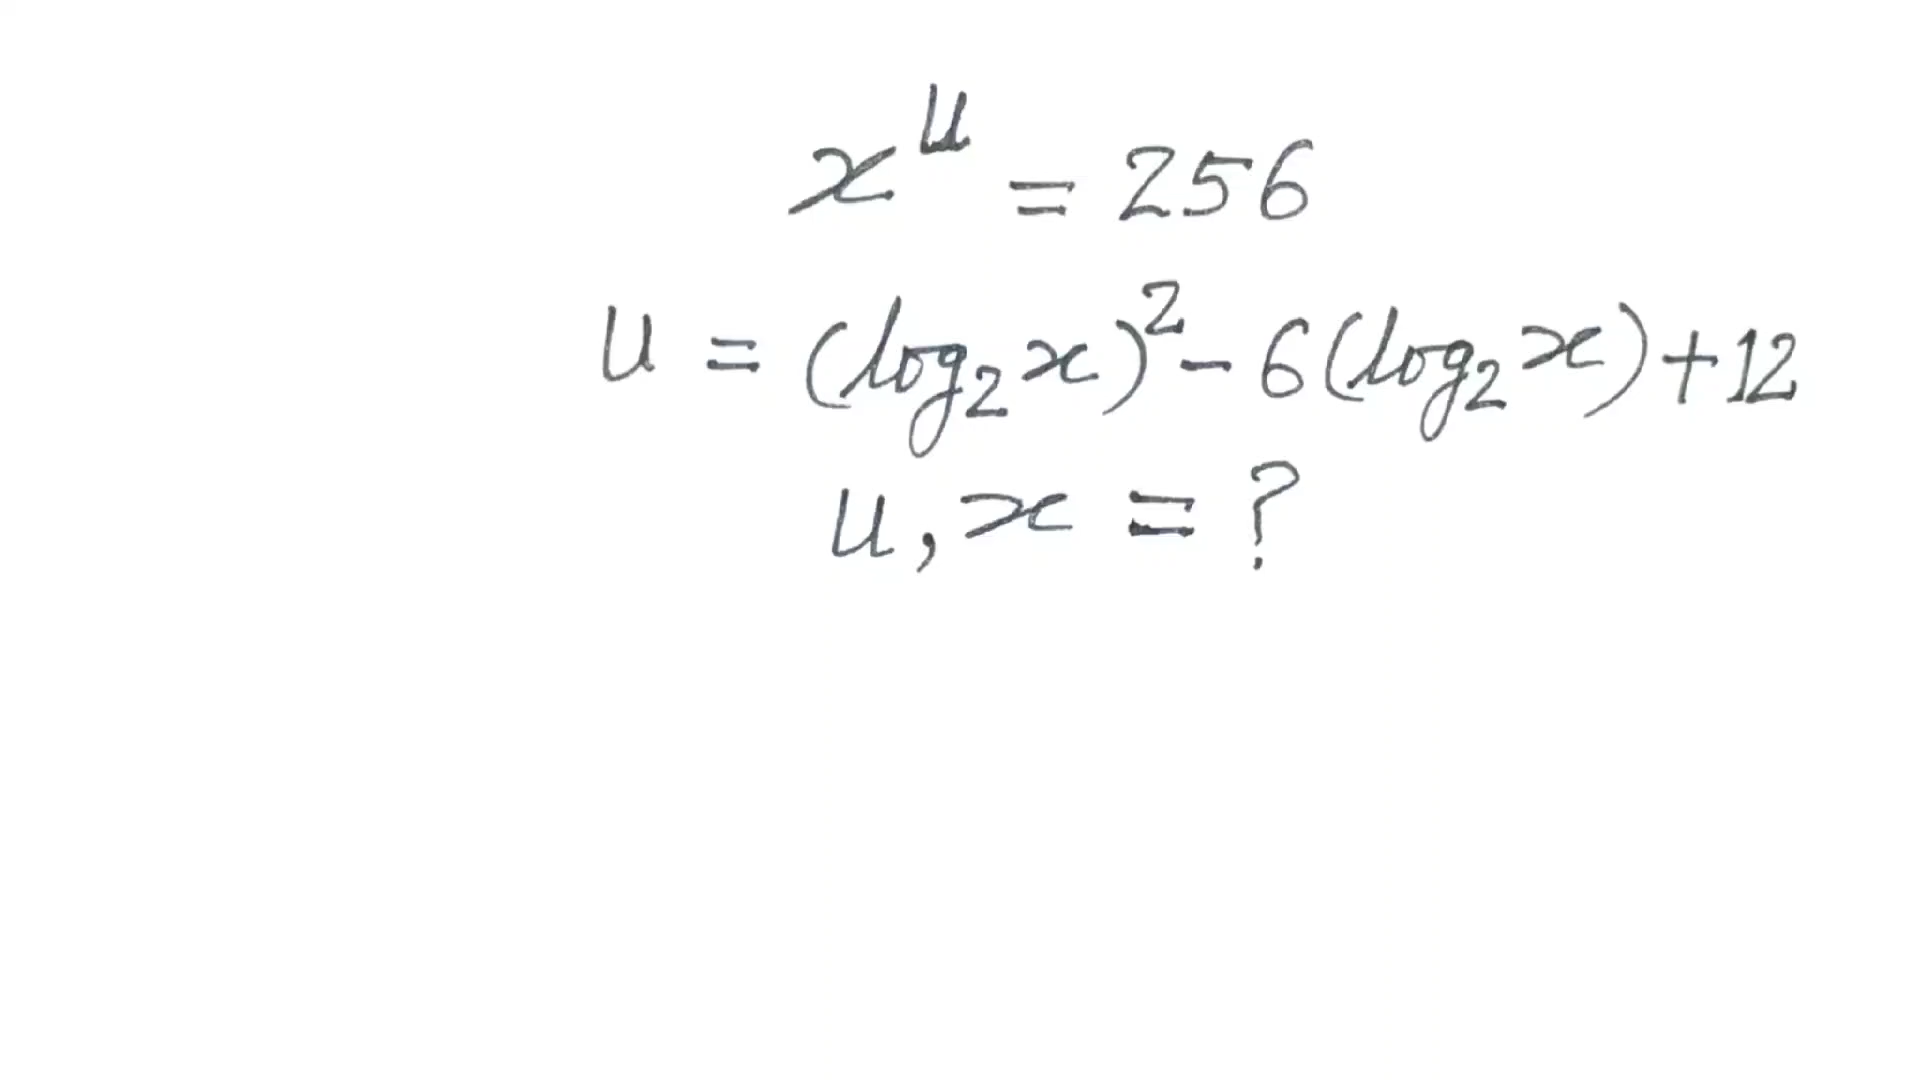 x^u = 256
u = (log₂x)² - 6(log₂x) + 12
u, x = ?